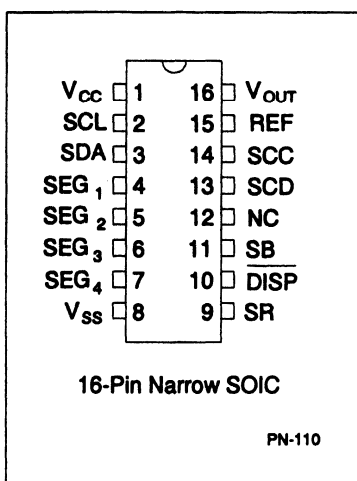 VCC 1 16 VOUT
SCL 2 15 REF
SDA 3 14 SCC
SEG1 4 13 SCD
SEG2 5 12 NC
SEG3 6 11 SB
SEG4 7 10 DISP
VSS 8 9 SR
16-Pin Narrow SOIC
PN-110